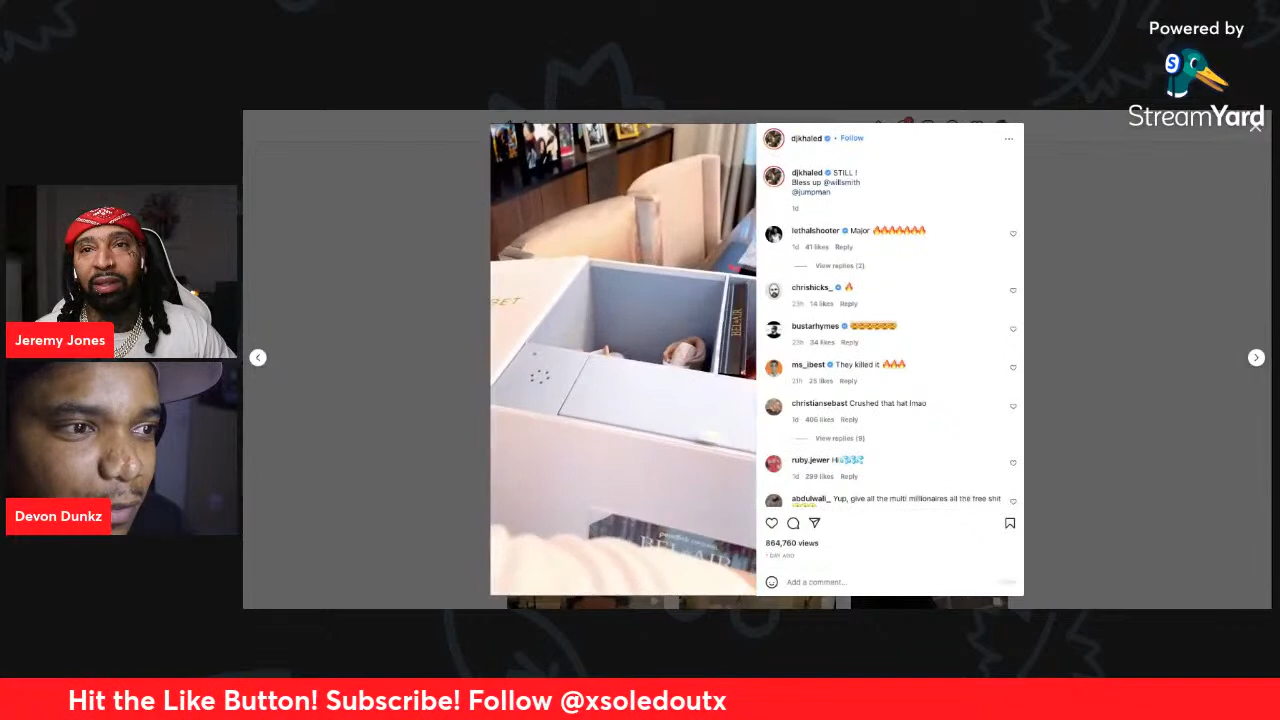 Powered by
StreamYard
djkhaled • Follow
djkhaled STILL !
Bless up @willsmith
@jumpman
1d
lethalshooter Major
1d 41 likes Reply
View replies (2)
chrishicks_
23h 14 likes Reply
bustarhymes
23h 34 likes Reply
ms_ibest They killed it
21h 25 likes Reply
christiansebast Crushed that hat lmao
1d 406 likes Reply
View replies (9)
ruby.jewer Hi
1d 299 likes Reply
abdulwali_ Yup, give all the multi millionaires all the free shit
864,760 views
1 DAY AGO
Add a comment...
BEL-AIR
BEL-AIR
Jeremy Jones
Devon Dunkz
Hit the Like Button! Subscribe! Follow @xsoledoutx